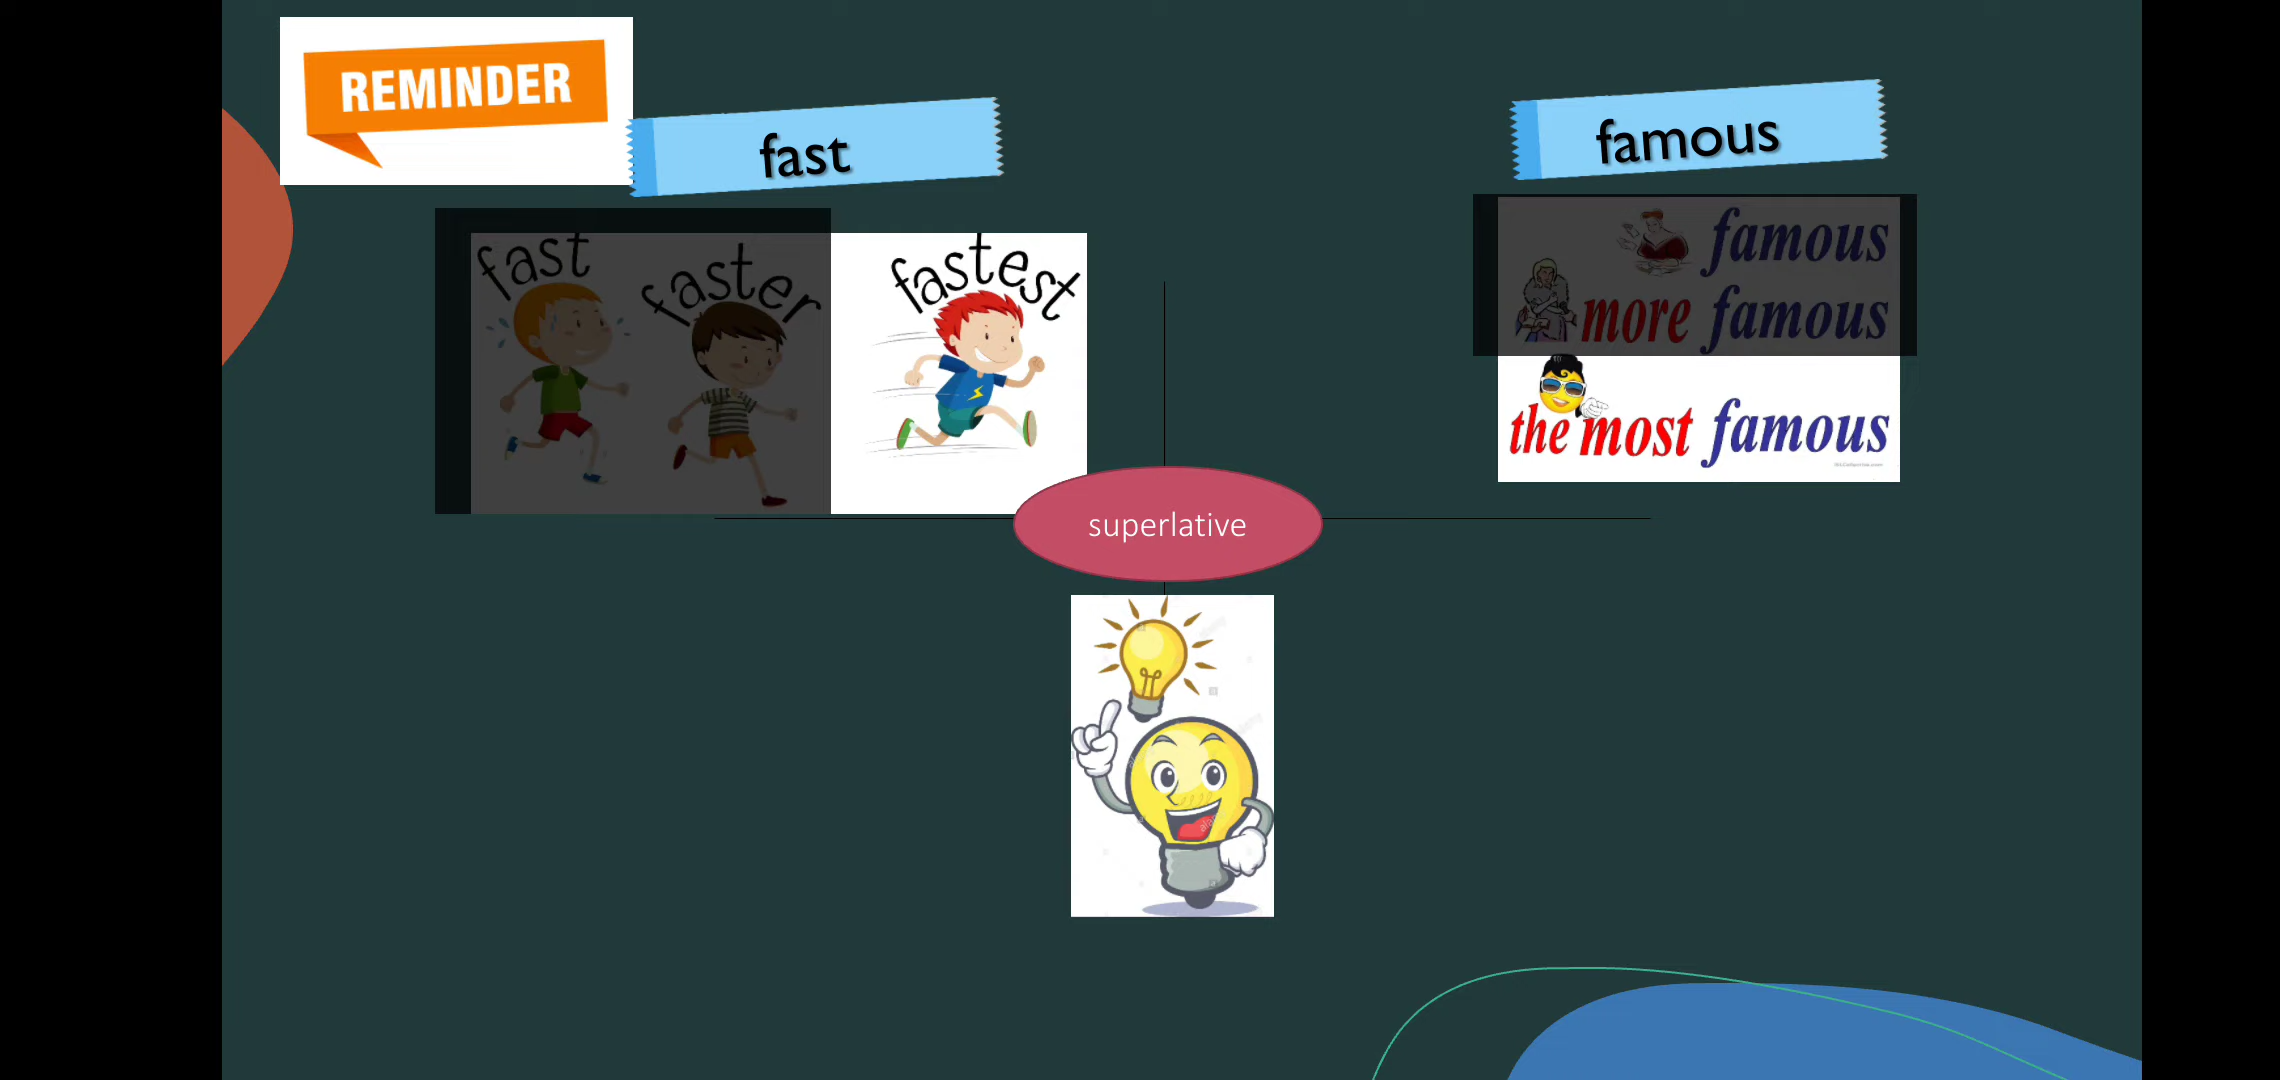 REMINDER
fast
famous
fast
faster
fastest
famous
more famous
the most famous
superlative